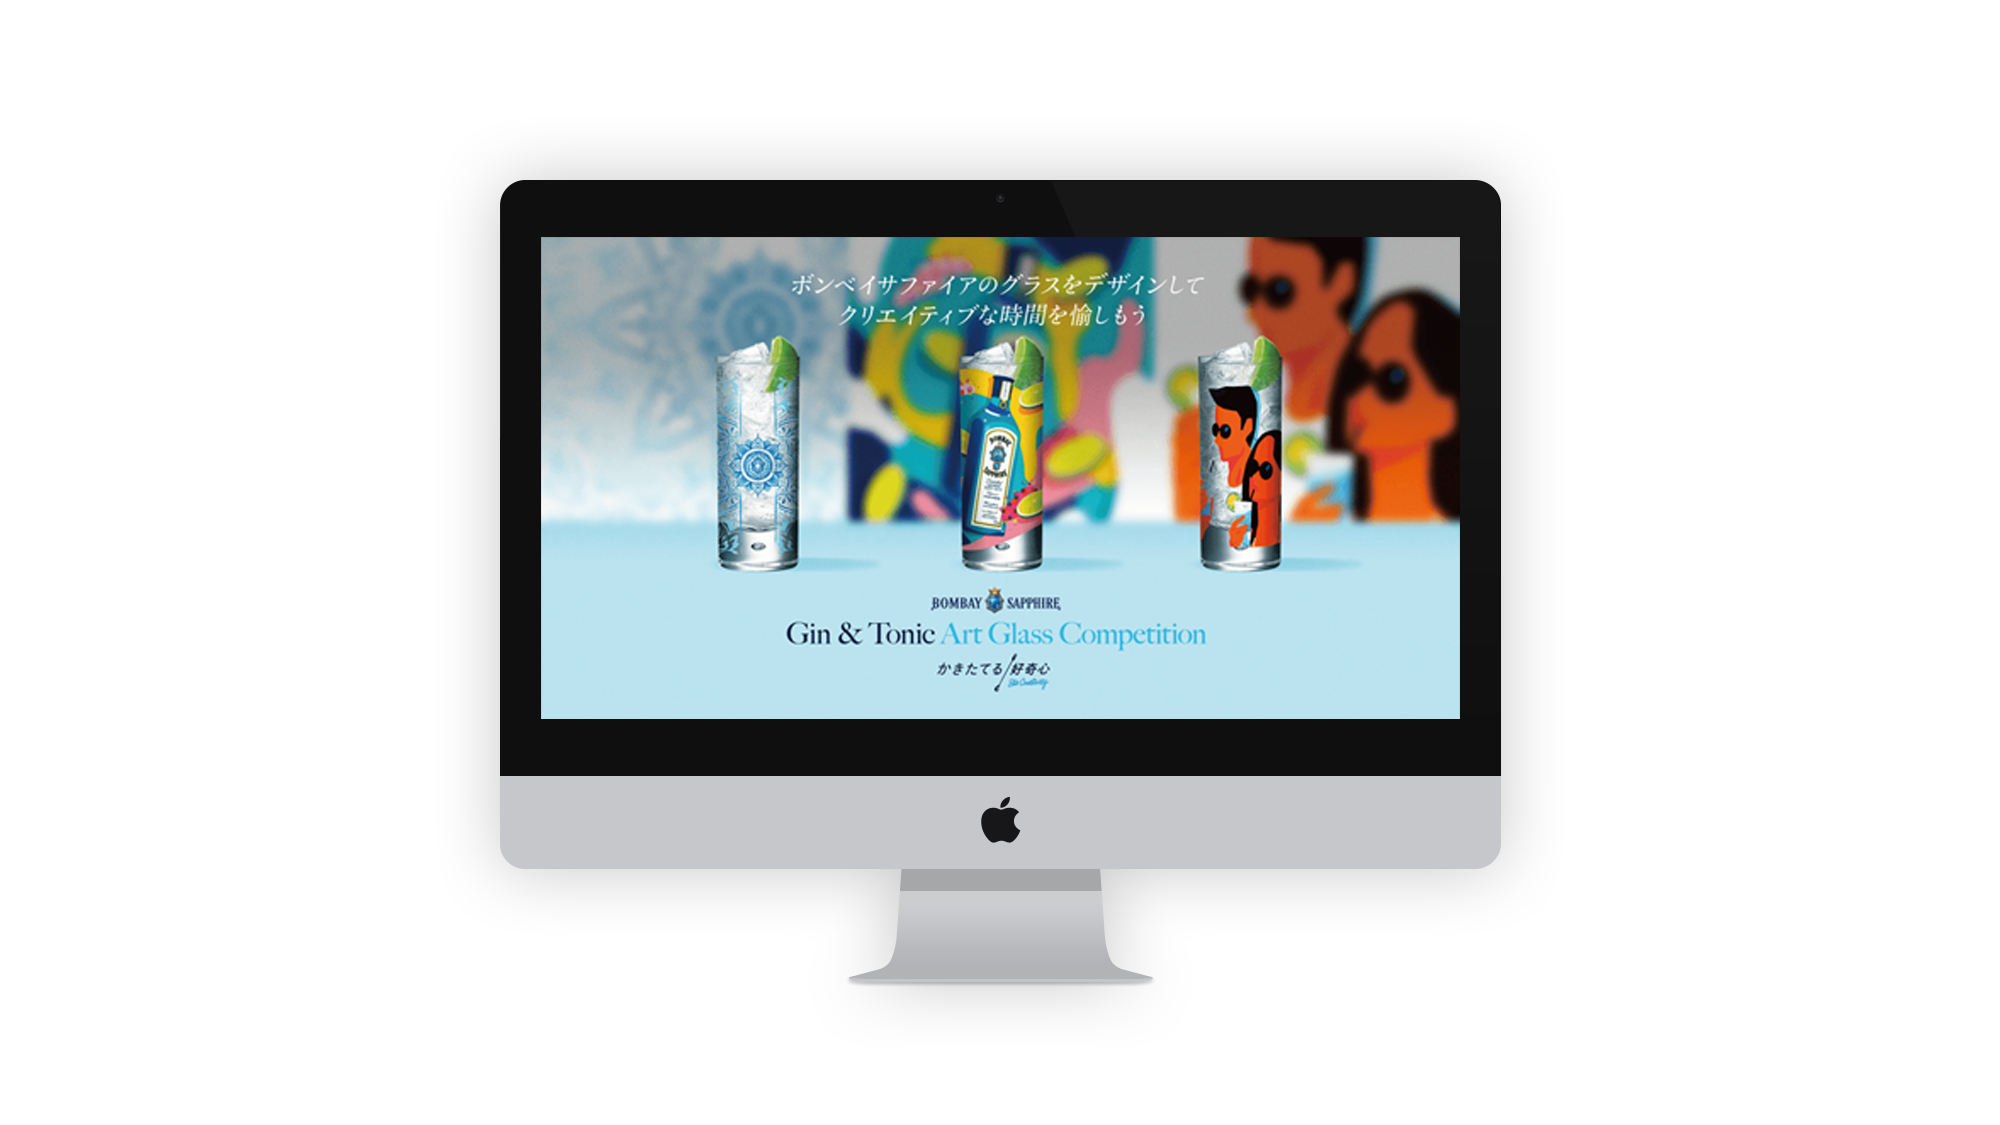 ボンベイサファイアのグラスをデザインして
クリエイティブな時間を愉しもう
BOMBAY
SAPPHIRE
BOMBAY SAPPHIRE
Gin & Tonic Art Glass Competition
かきたてる 好奇心
Stir Creativity